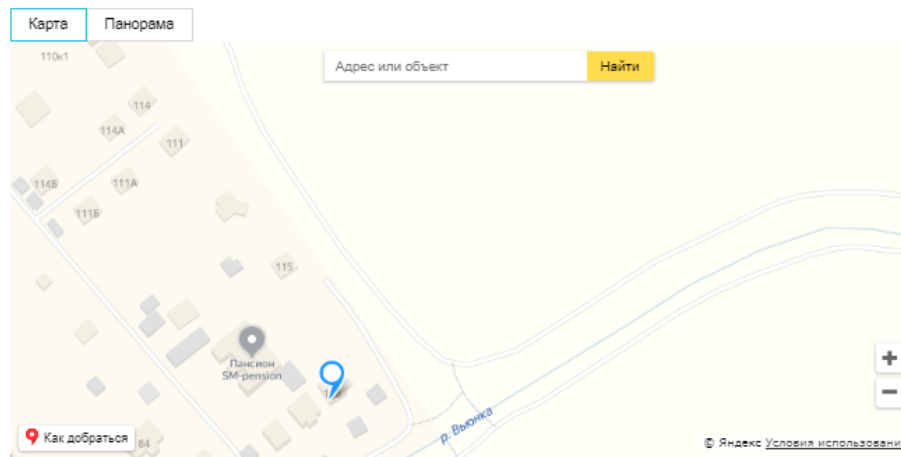 Карта
Панорама
Адрес или объект
Найти
110к1
114
114А
111
114Б
111А
111Б
115
Пансион
SM-pension
р. Вьюнка
Как добраться
84
+
−
© Яндекс Условия использовани